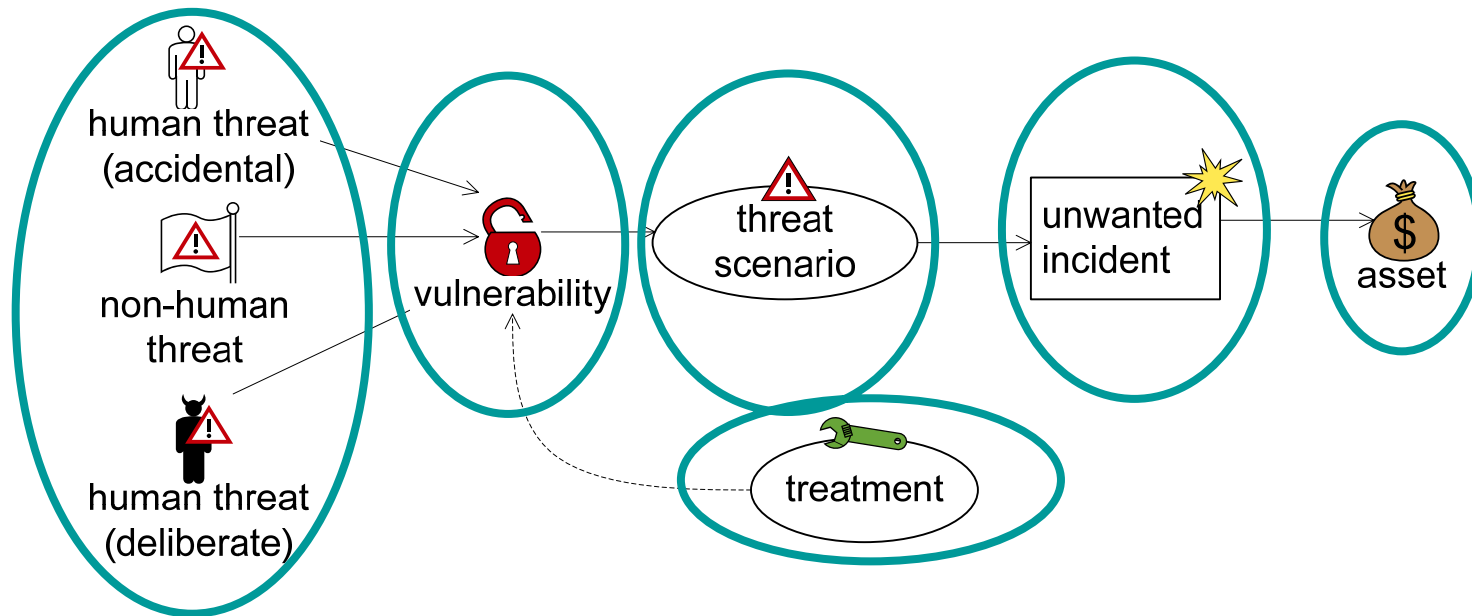 human threat
(accidental)
non-human
threat
human threat
(deliberate)
vulnerability
threat
scenario
unwanted
incident
$
asset
treatment